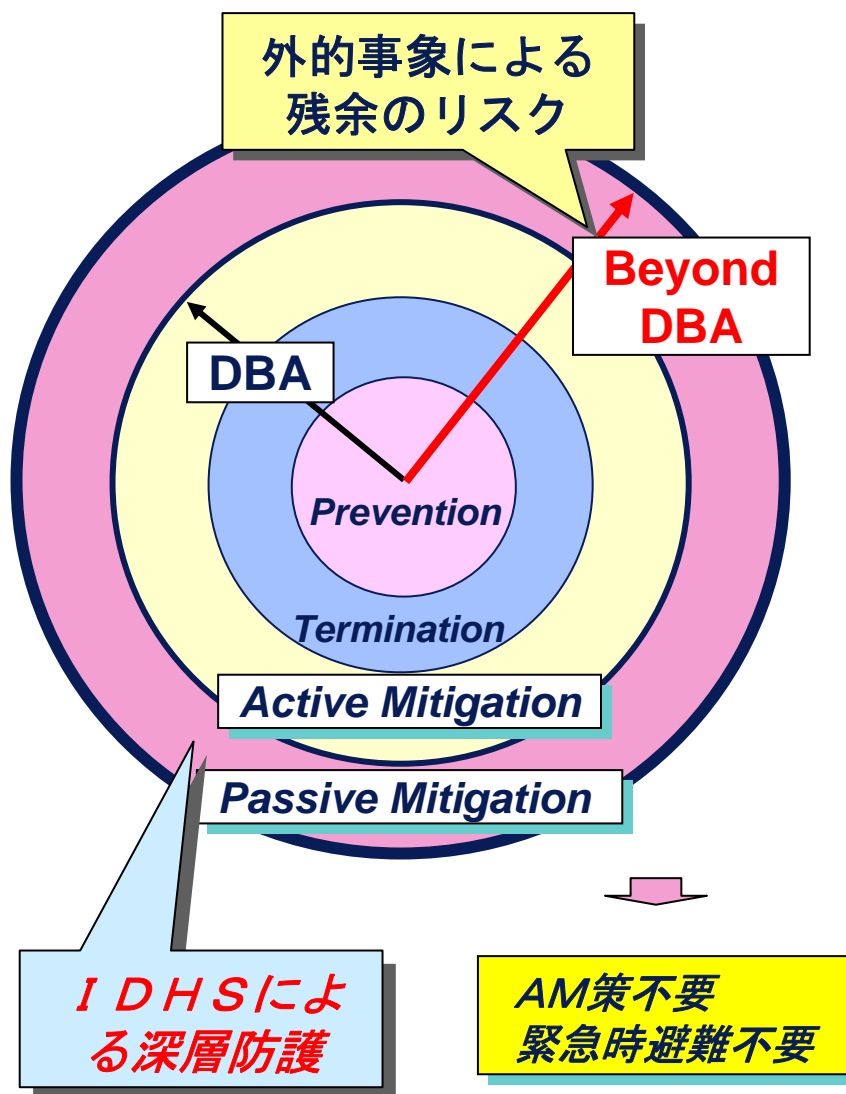 外的事象による
残余のリスク
Beyond
DBA
DBA
Prevention
Termination
Active Mitigation
Passive Mitigation
ＩＤＨＳによ
る深層防護
AM策不要
緊急時避難不要